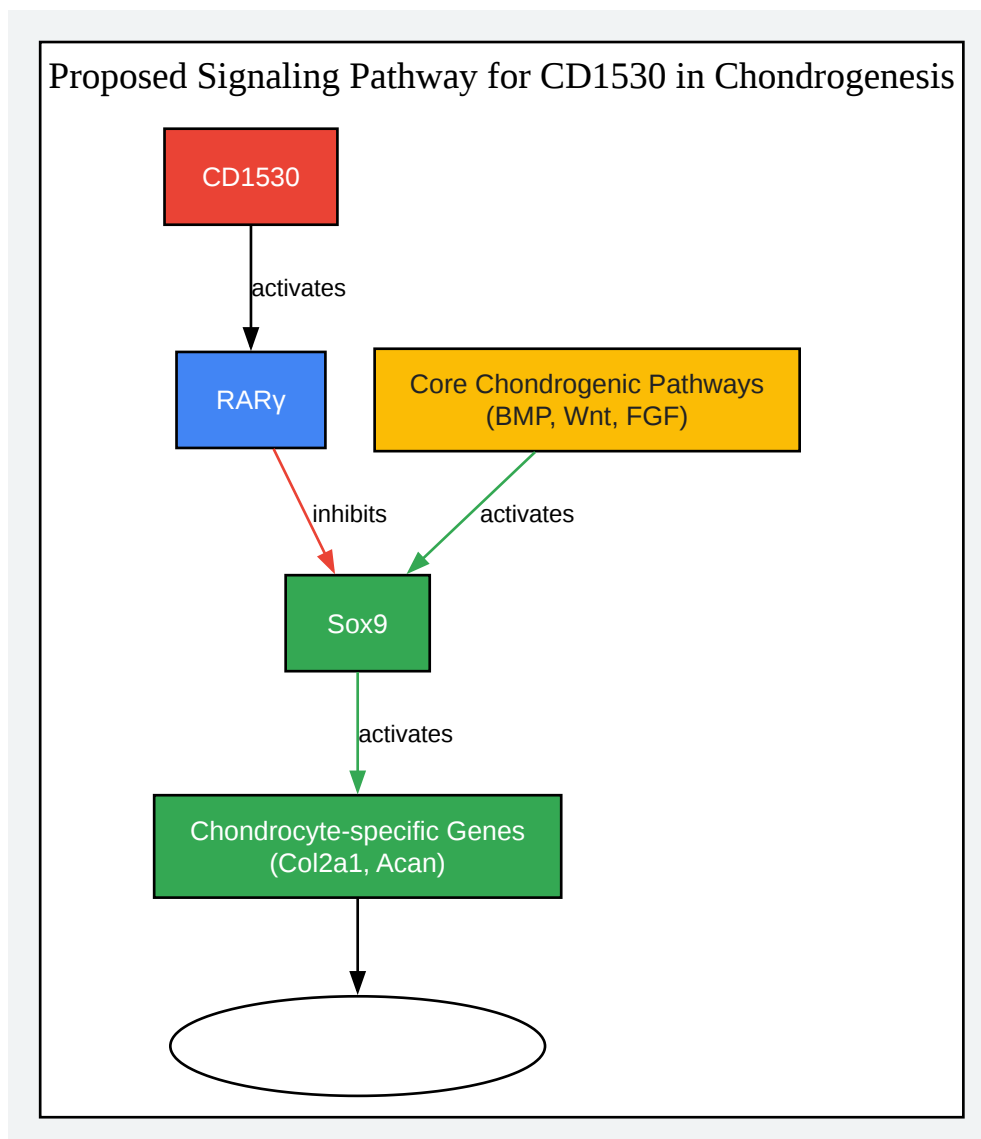 Proposed Signaling Pathway for CD1530 in Chondrogenesis
CD1530
activates
RARγ
Core Chondrogenic Pathways
(BMP, Wnt, FGF)
inhibits
activates
Sox9
activates
Chondrocyte-specific Genes
(Col2a1, Acan)